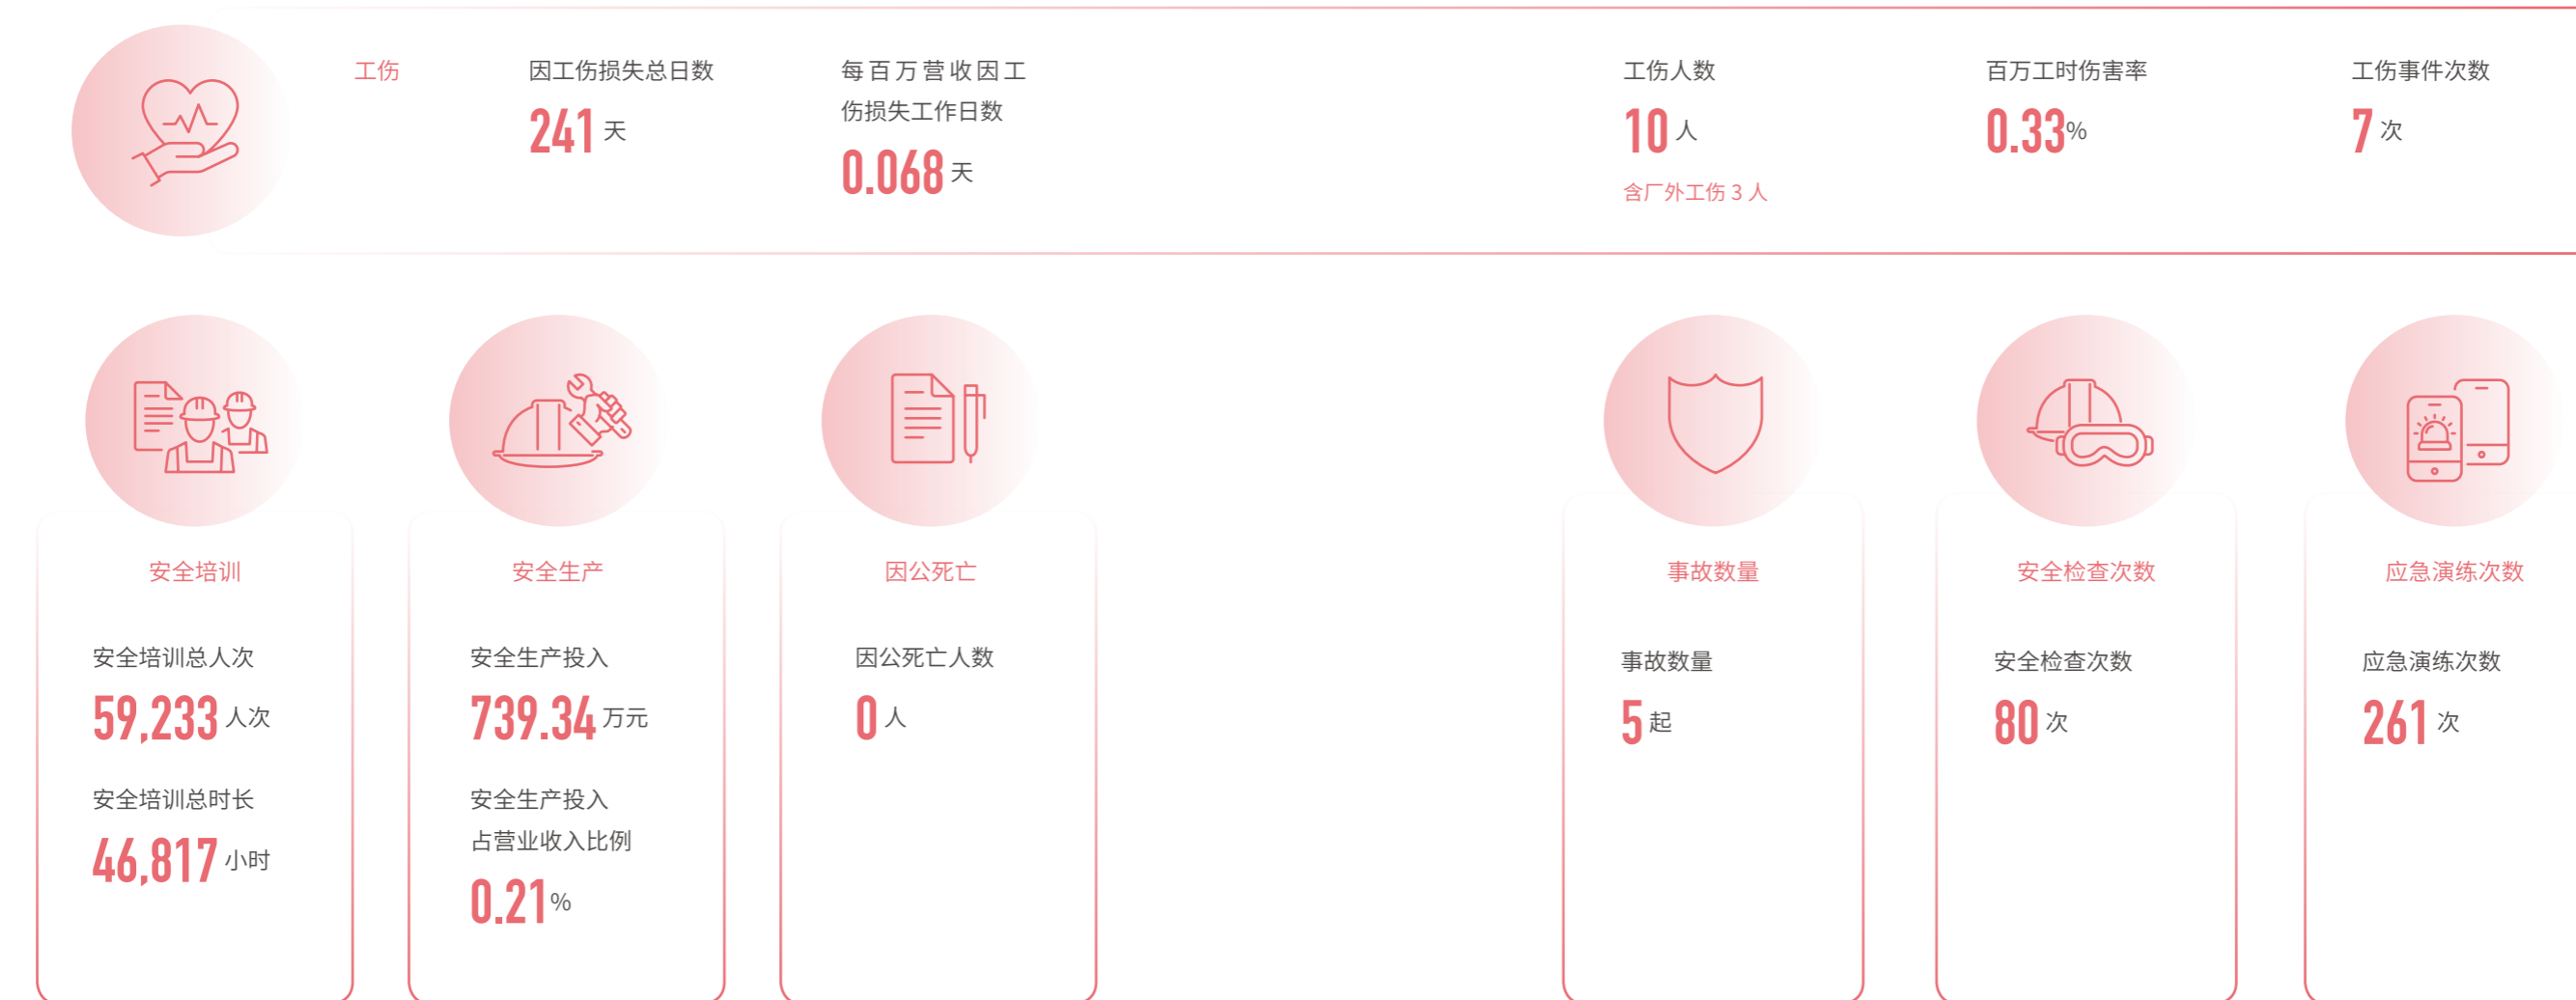 工伤
因工伤损失总日数
241 天
每百万营收因工
伤损失工作日数
0.068 天
工伤人数
10 人
含厂外工伤 3 人
百万工时伤害率
0.33%
工伤事件次数
7 次
安全培训
安全培训总人次
59,233 人次
安全培训总时长
46,817 小时
安全生产
安全生产投入
739.34 万元
安全生产投入
占营业收入比例
0.21%
因公死亡
因公死亡人数
0 人
事故数量
事故数量
5 起
安全检查次数
安全检查次数
80 次
应急演练次数
应急演练次数
261 次